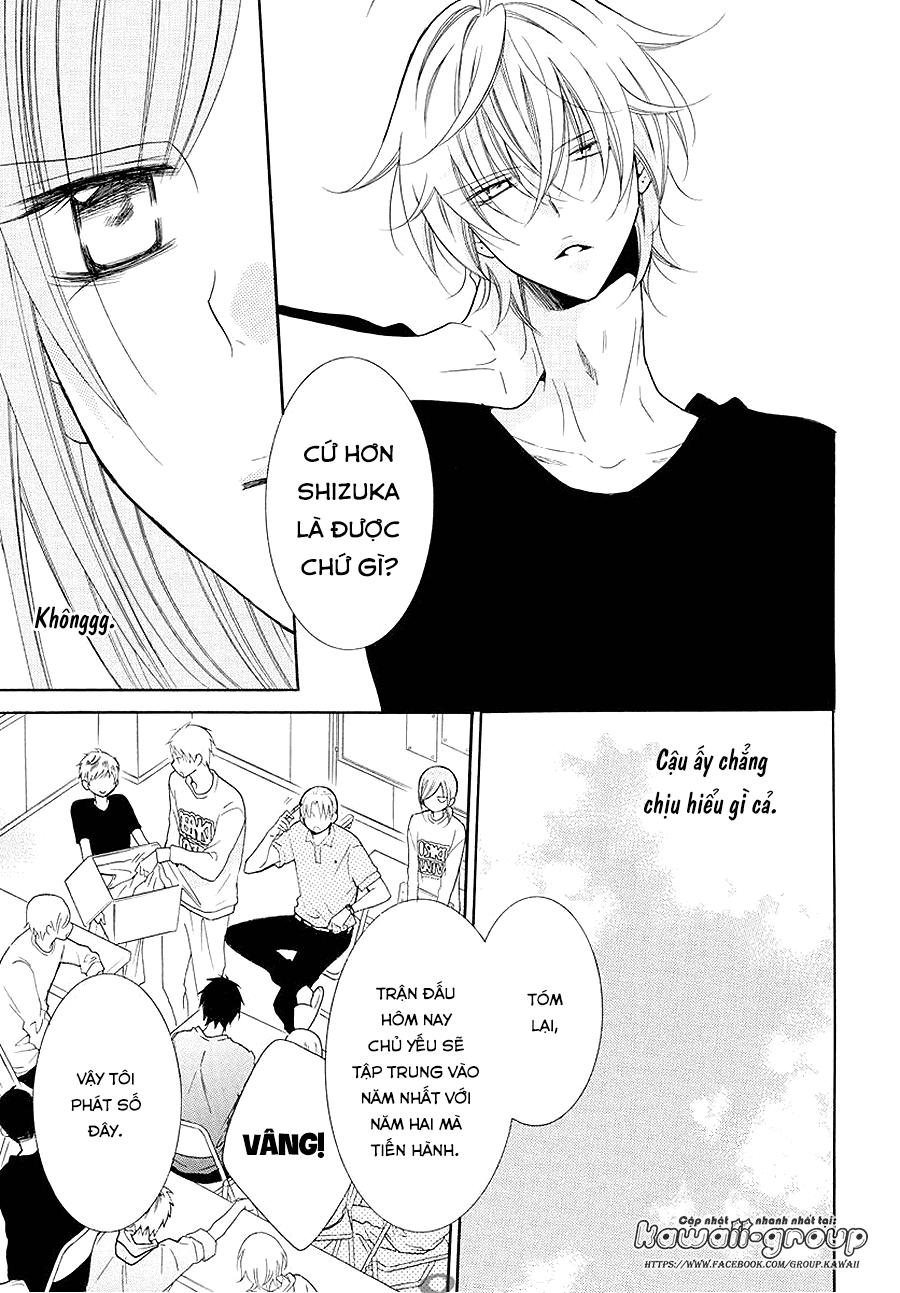 CỨ HƠN
SHIZUKA
LÀ ĐƯỢC
CHỨ GÌ?
Khônggg.
Cậu ấy chẳng
chịu hiểu gì cả.
TÓM
LẠI,
TRẬN ĐẤU
HÔM NAY
CHỦ YẾU SẼ
TẬP TRUNG VÀO
NĂM NHẤT VỚI
NĂM HAI MÀ
TIẾN HÀNH.
VÂNG!
VẬY TÔI
PHÁT SỐ
ĐÂY.
Cập nhật nhanh nhất tại:
kawaii-group
HTTPS://WWW.FACEBOOK.COM/GROUP.KAWAII